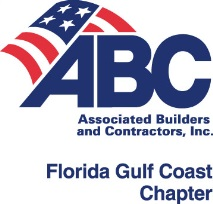 ABC
Associated Builders
and Contractors, Inc.
Florida Gulf Coast
Chapter